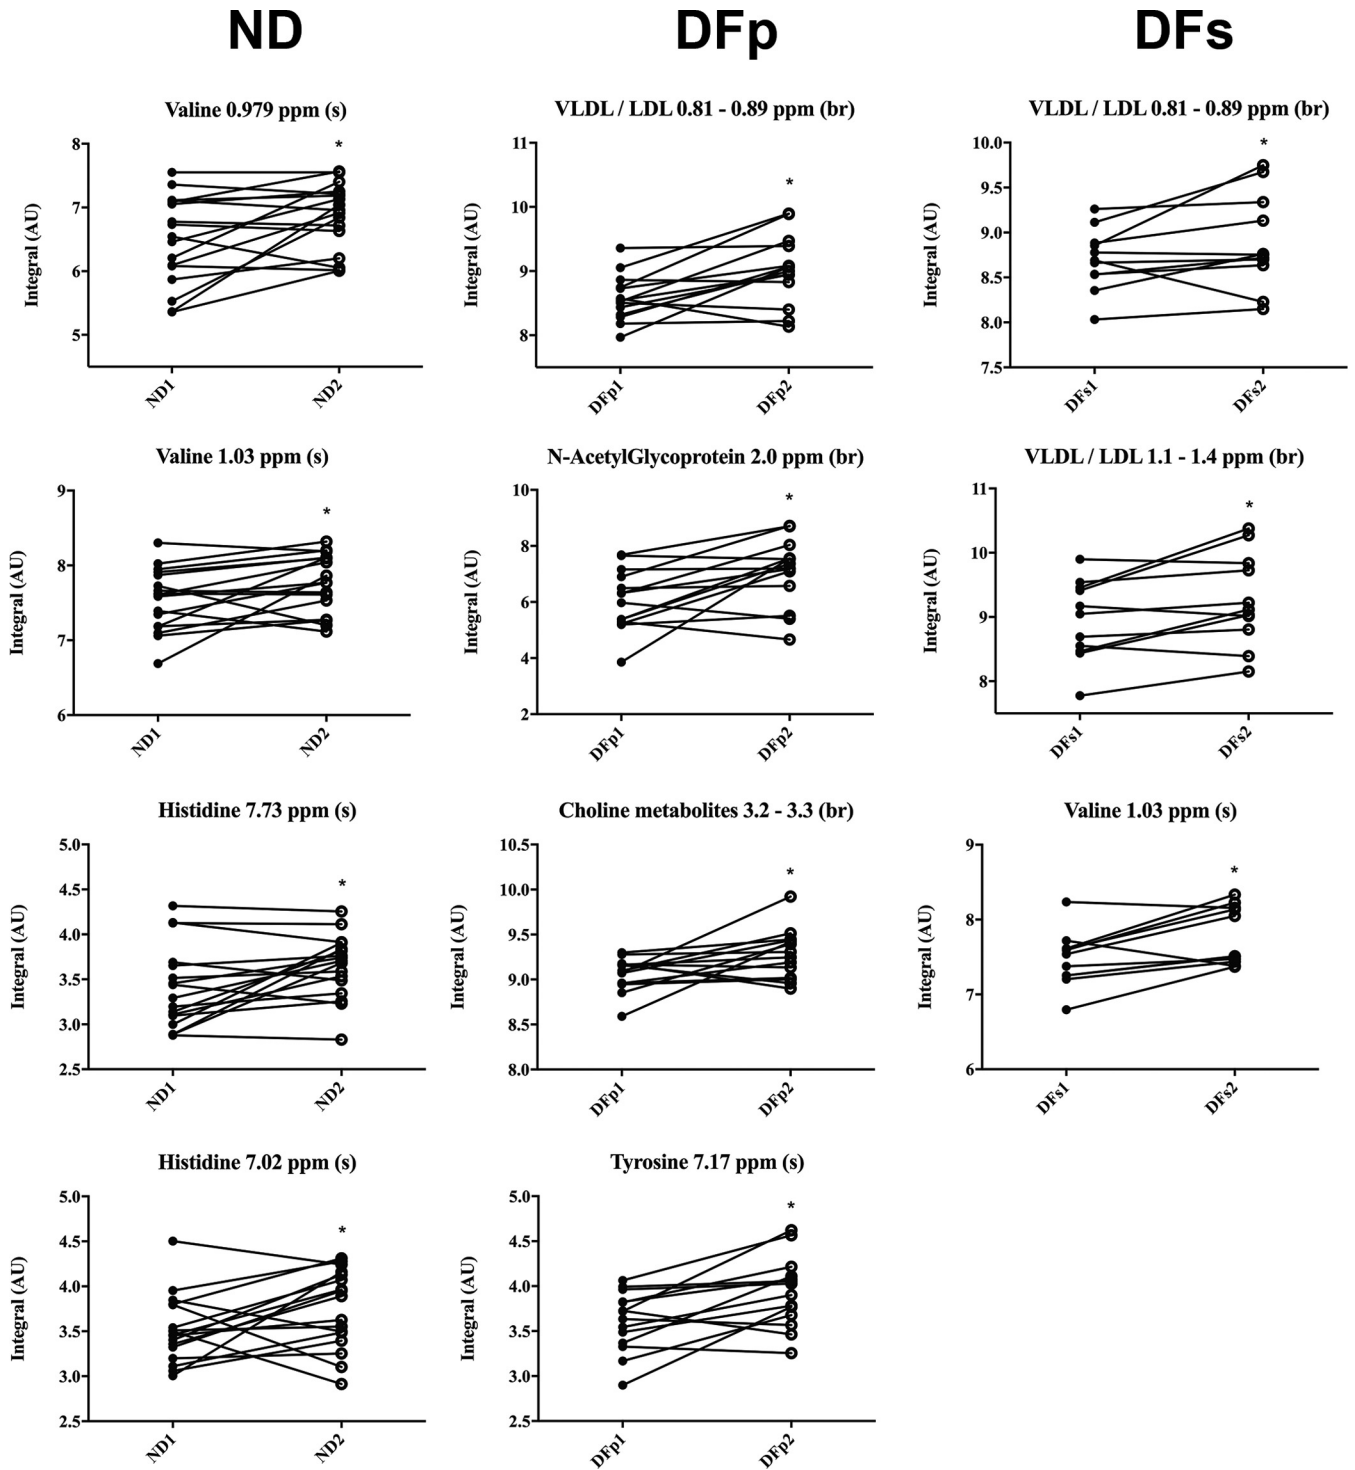 ND DFp DFs
Valine 0.979 ppm (s)
8
7
6
5
Integral (AU)
*
ND1 ND2
VLDL / LDL 0.81 - 0.89 ppm (br)
11
10
9
8
Integral (AU)
*
DFp1 DFp2
VLDL / LDL 0.81 - 0.89 ppm (br)
10.0
9.5
9.0
8.5
8.0
7.5
Integral (AU)
*
DFs1 DFs2
Valine 1.03 ppm (s)
9
8
7
6
Integral (AU)
*
ND1 ND2
N-AcetylGlycoprotein 2.0 ppm (br)
10
8
6
4
2
Integral (AU)
*
DFp1 DFp2
VLDL / LDL 1.1 - 1.4 ppm (br)
11
10
9
8
Integral (AU)
*
DFs1 DFs2
Histidine 7.73 ppm (s)
5.0
4.5
4.0
3.5
3.0
2.5
Integral (AU)
*
ND1 ND2
Choline metabolites 3.2 - 3.3 (br)
10.5
10.0
9.5
9.0
8.5
8.0
Integral (AU)
*
DFp1 DFp2
Valine 1.03 ppm (s)
9
8
7
6
Integral (AU)
*
DFs1 DFs2
Histidine 7.02 ppm (s)
5.0
4.5
4.0
3.5
3.0
2.5
Integral (AU)
*
ND1 ND2
Tyrosine 7.17 ppm (s)
5.0
4.5
4.0
3.5
3.0
2.5
Integral (AU)
*
DFp1 DFp2